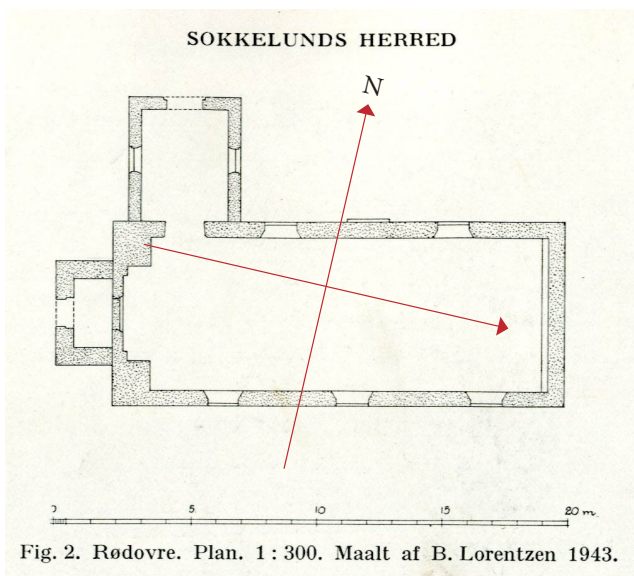 SOKKELUNDS HERRED
N
0 5 10 15 20 m.
Fig. 2. Rødovre. Plan. 1 : 300. Maalt af B. Lorentzen 1943.